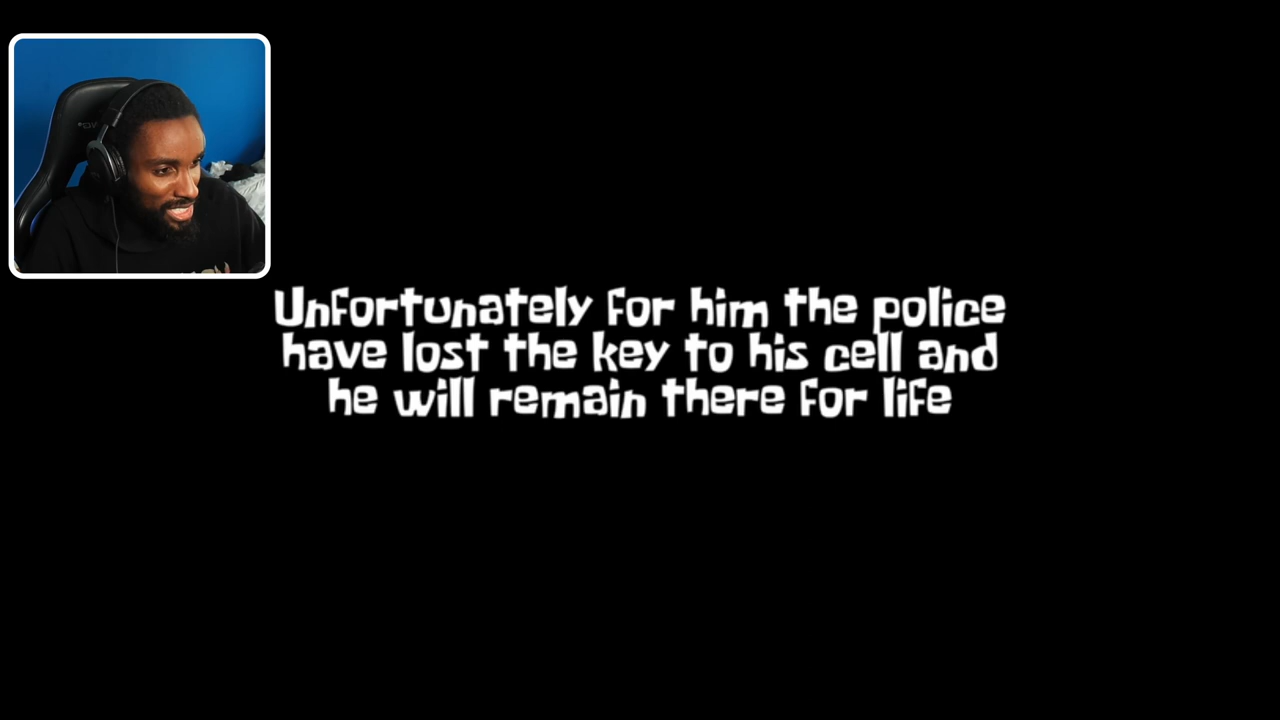 Unfortunately for him the police
have lost the key to his cell and
he will remain there for life